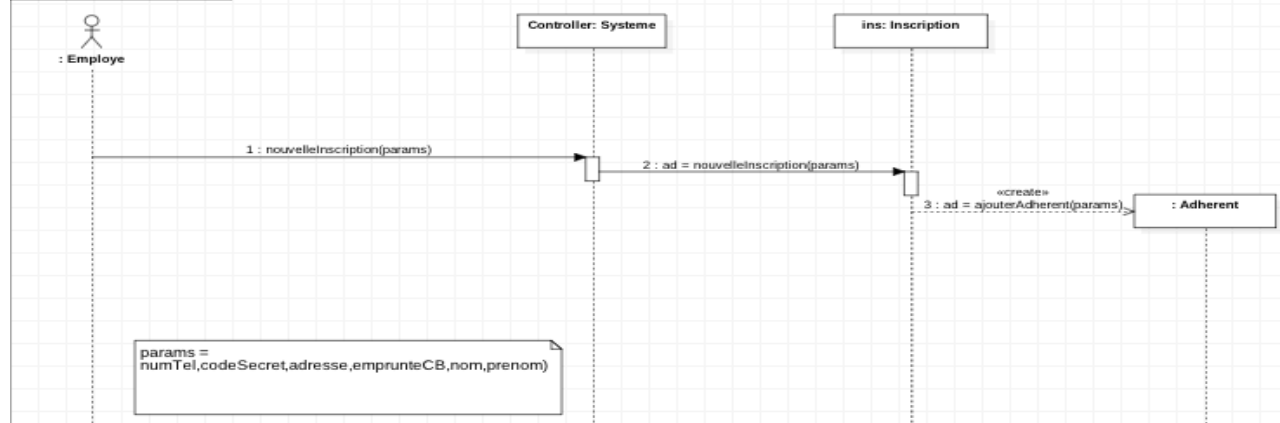 Controller: Systeme
ins: Inscription
: Employe
1 : nouvelleInscription(params)
2 : ad = nouvelleInscription(params)
«create»
3 : ad = ajouterAdherent(params)
: Adherent
params =
numTel,codeSecret,adresse,emprunteCB,nom,prenom)